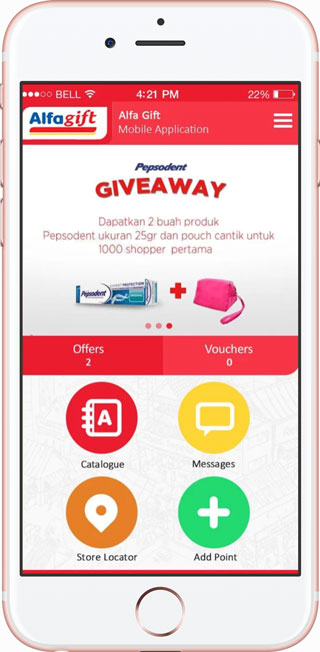 BELL 4:21 PM 22%
Alfagift
Alfa Gift
Mobile Application
Pepsodent
GIVEAWAY
Dapatkan 2 buah produk
Pepsodent ukuran 25gr dan pouch cantik untuk
1000 shopper pertama
Pepsodent
Offers
2
Vouchers
0
A
Catalogue
Messages
Store Locator
Add Point